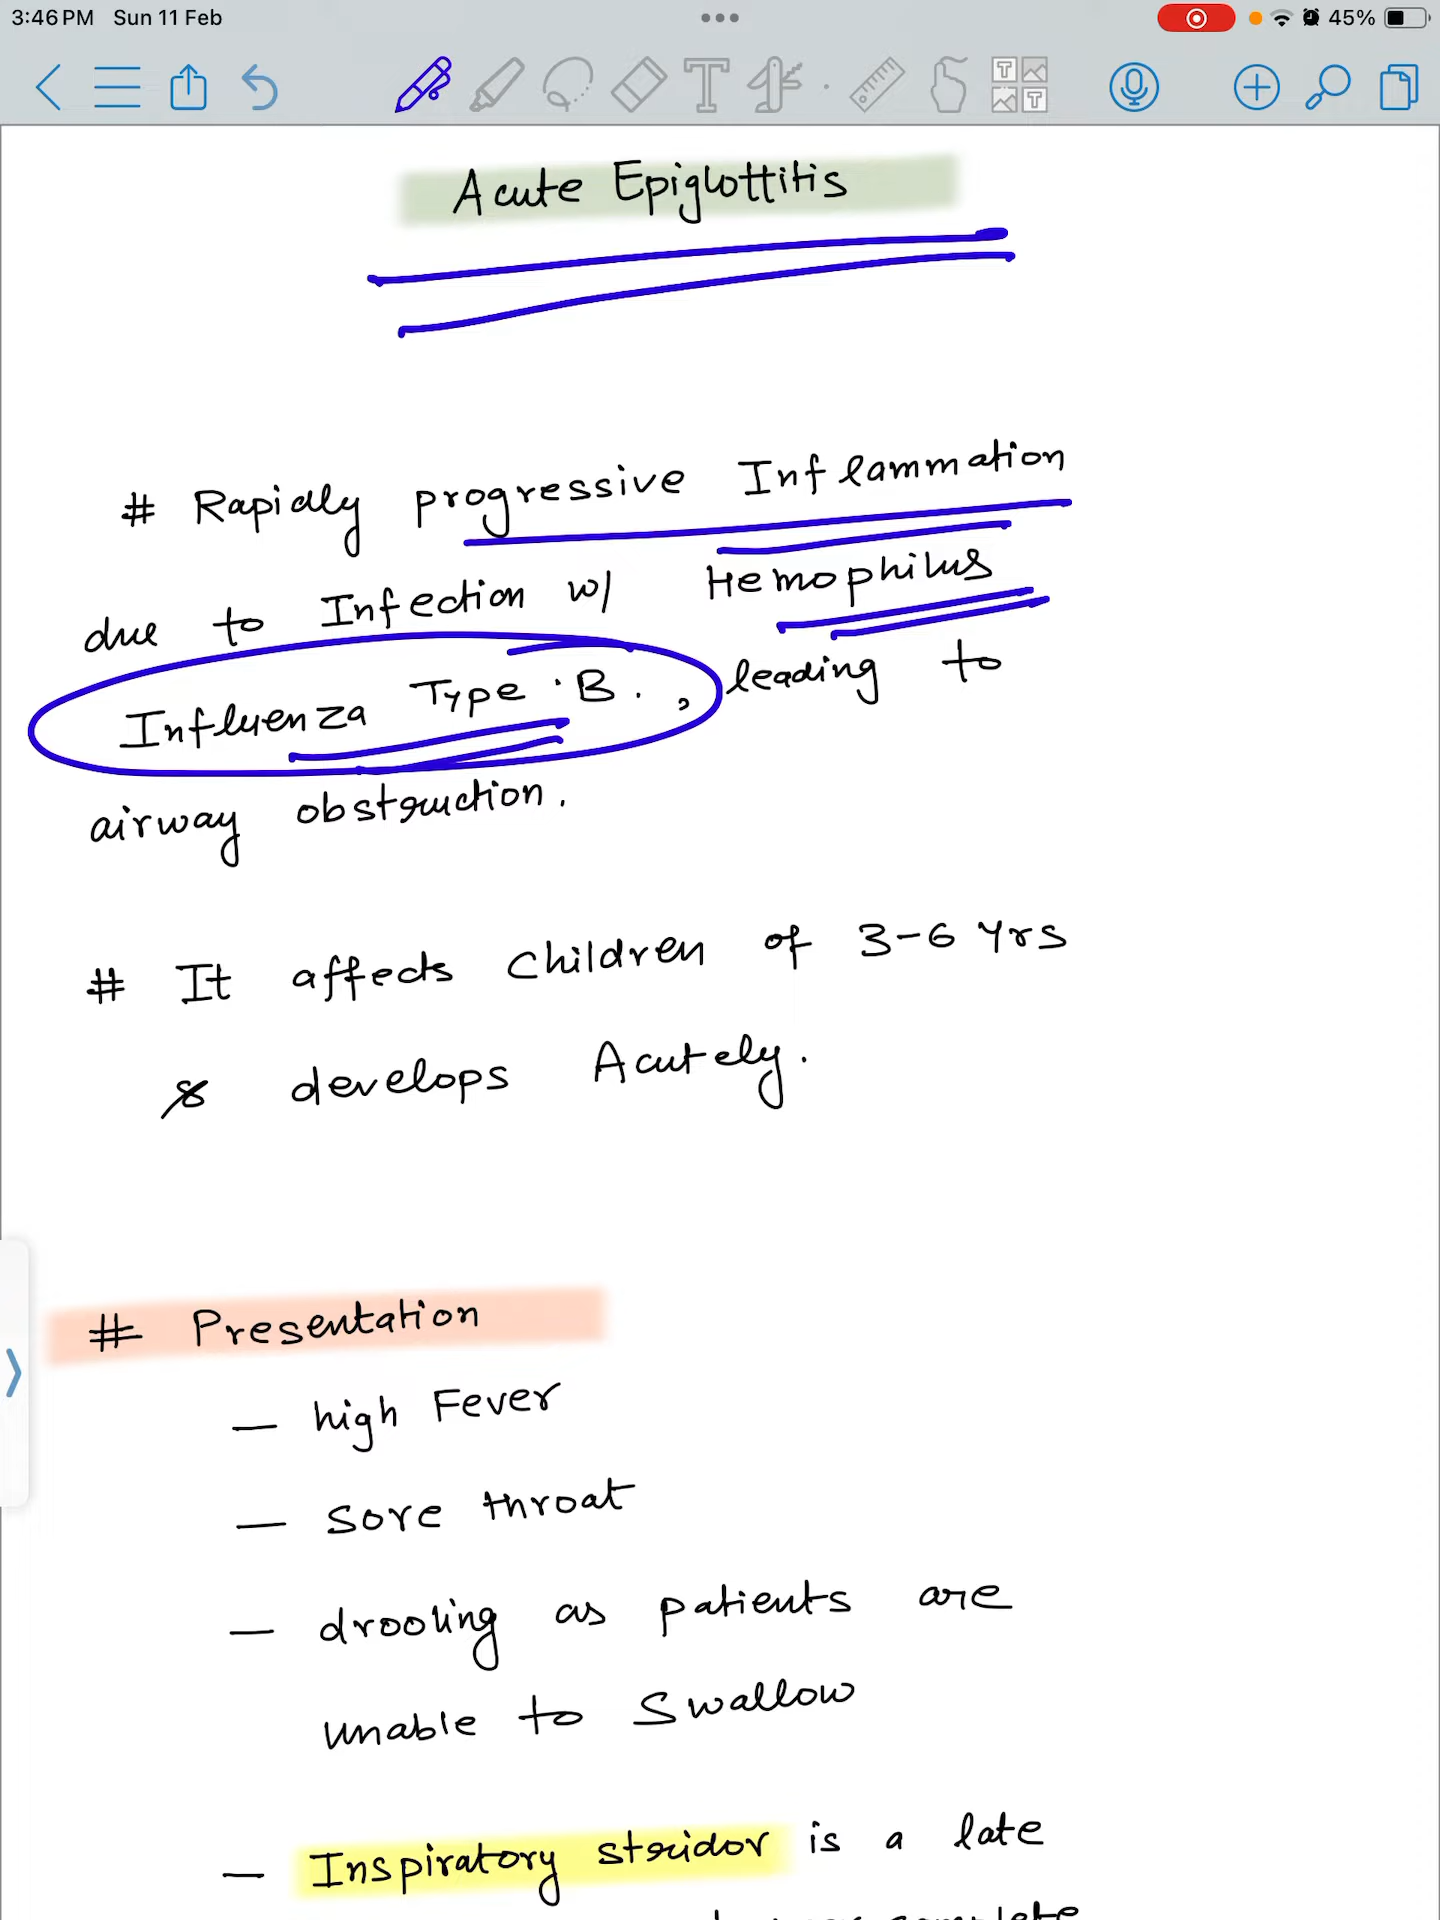 3:46 PM Sun 11 Feb
45%
Acute Epiglottitis
# Rapidly progressive Inflammation
due to Infection w/ Hemophilus
Influenza Type B., leading to
airway obstruction.
# It affects children of 3-6 Yrs
& develops Acutely.
# Presentation
— high Fever
— sore throat
— drooling as patients are
unable to swallow
— Inspiratory stridor is a late
complete